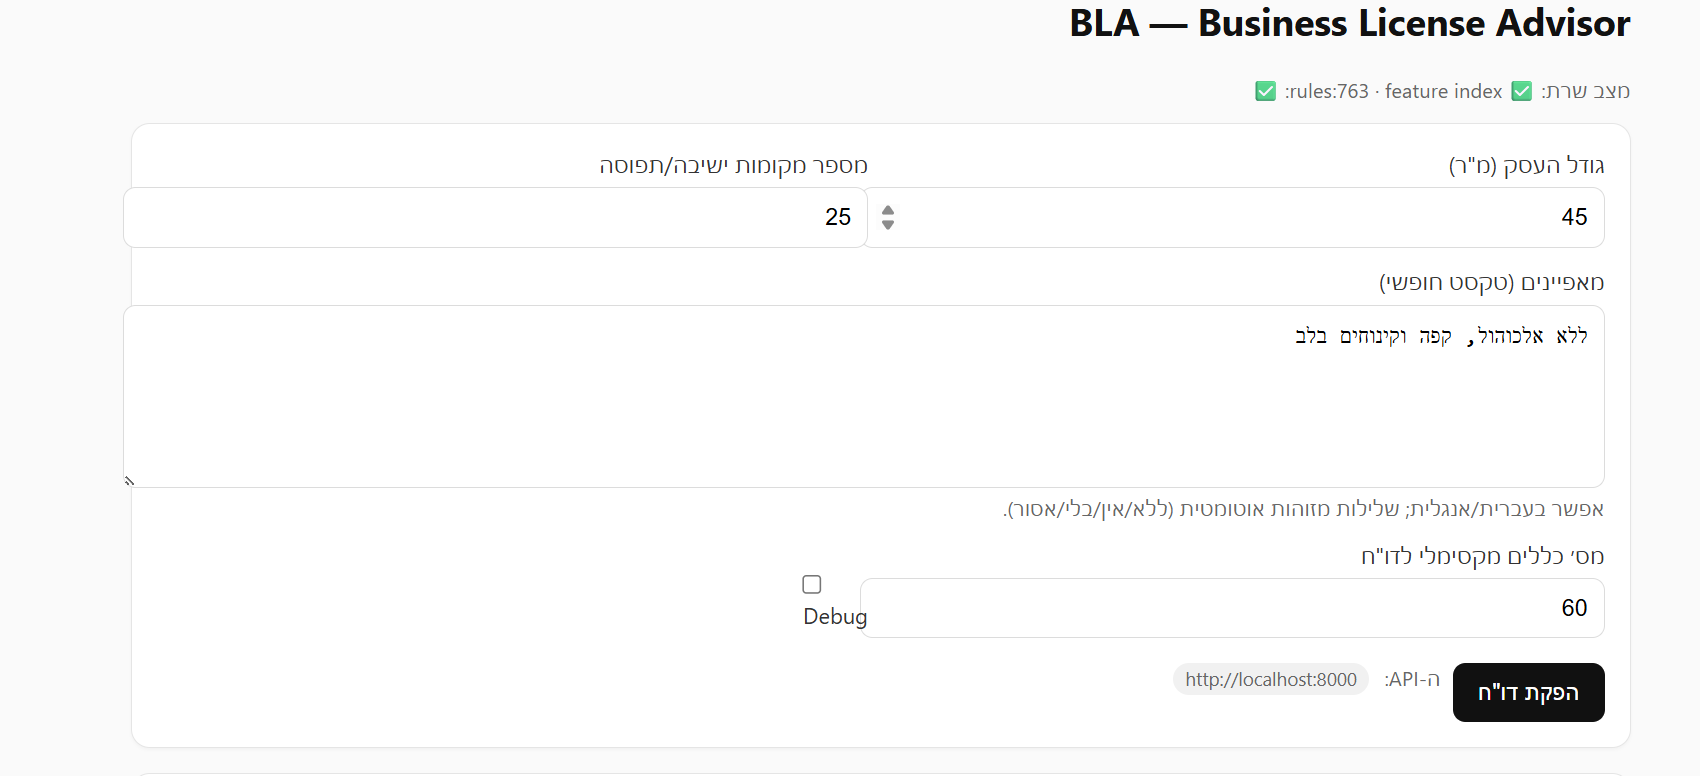 BLA — Business License Advisor
מצב שרת: ✅ rules:763 · feature index: ✅
גודל העסק (מ"ר)
מספר מקומות ישיבה/תפוסה
45
25
מאפיינים (טקסט חופשי)
ללא אלכוהול, קפה וקינוחים בלב
אפשר בעברית/אנגלית; שלילות מזוהות אוטומטית (ללא/אין/בלי/אסור).
מס׳ כללים מקסימלי לדו"ח
60
Debug
הפקת דו"ח
ה-API: http://localhost:8000